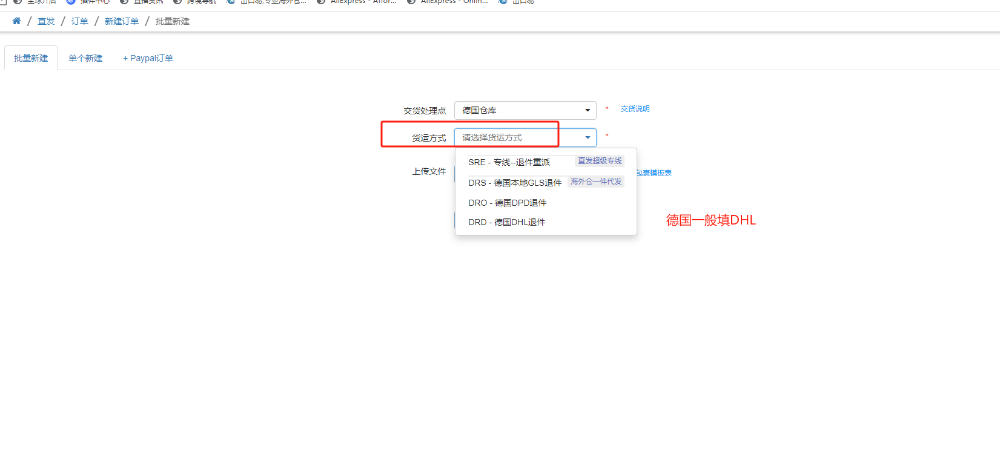 全球开店 插件中心 直播资讯 跨境导航 出口易,专业海外仓... AliExpress - Affor... AliExpress - Onlin... 出口易
/ 直发 / 订单 / 新建订单 / 批量新建
批量新建 单个新建 + Paypal订单
交货处理点 德国仓库 * 交货说明
货运方式 请选择货运方式 *
SRE - 专线--退件重派 直发超级专线
上传文件 包裹模板表
DRS - 德国本地GLS退件 海外仓一件代发
DRO - 德国DPD退件
DRD - 德国DHL退件
德国一般填DHL